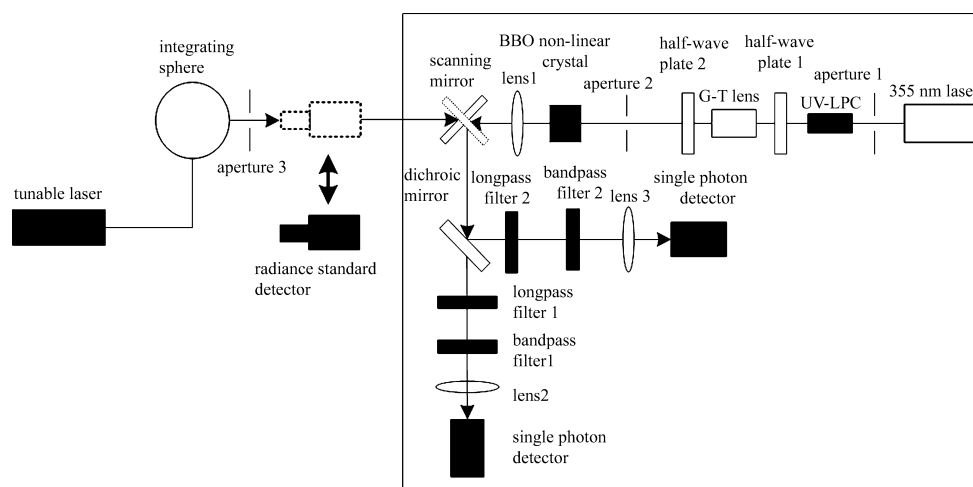 integrating
sphere
aperture 3
tunable laser
radiance standard
detector
scanning
mirror
lens1
BBO non-linear
crystal
aperture 2
half-wave
plate 2
G-T lens
half-wave
plate 1
UV-LPC
aperture 1
355 nm laser
dichroic
mirror
longpass
filter 2
bandpass
filter 2
lens 3
single photon
detector
longpass
filter 1
bandpass
filter1
lens2
single photon
detector